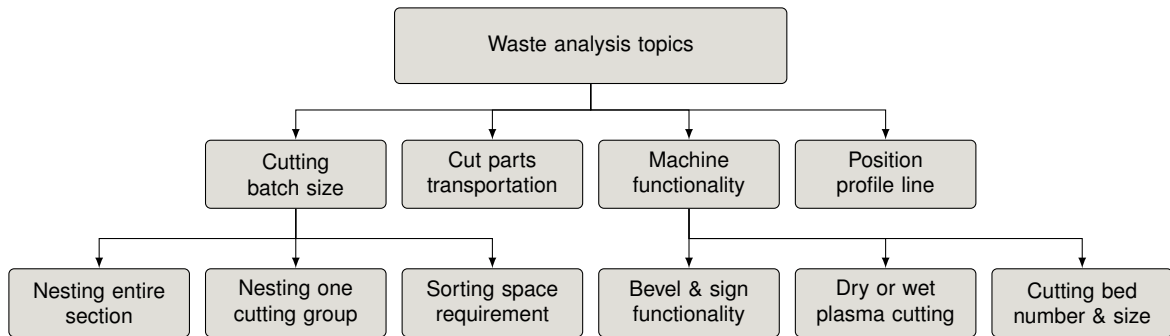 Waste analysis topics
Cutting
batch size
Cut parts
transportation
Machine
functionality
Position
profile line
Nesting entire
section
Nesting one
cutting group
Sorting space
requirement
Bevel & sign
functionality
Dry or wet
plasma cutting
Cutting bed
number & size